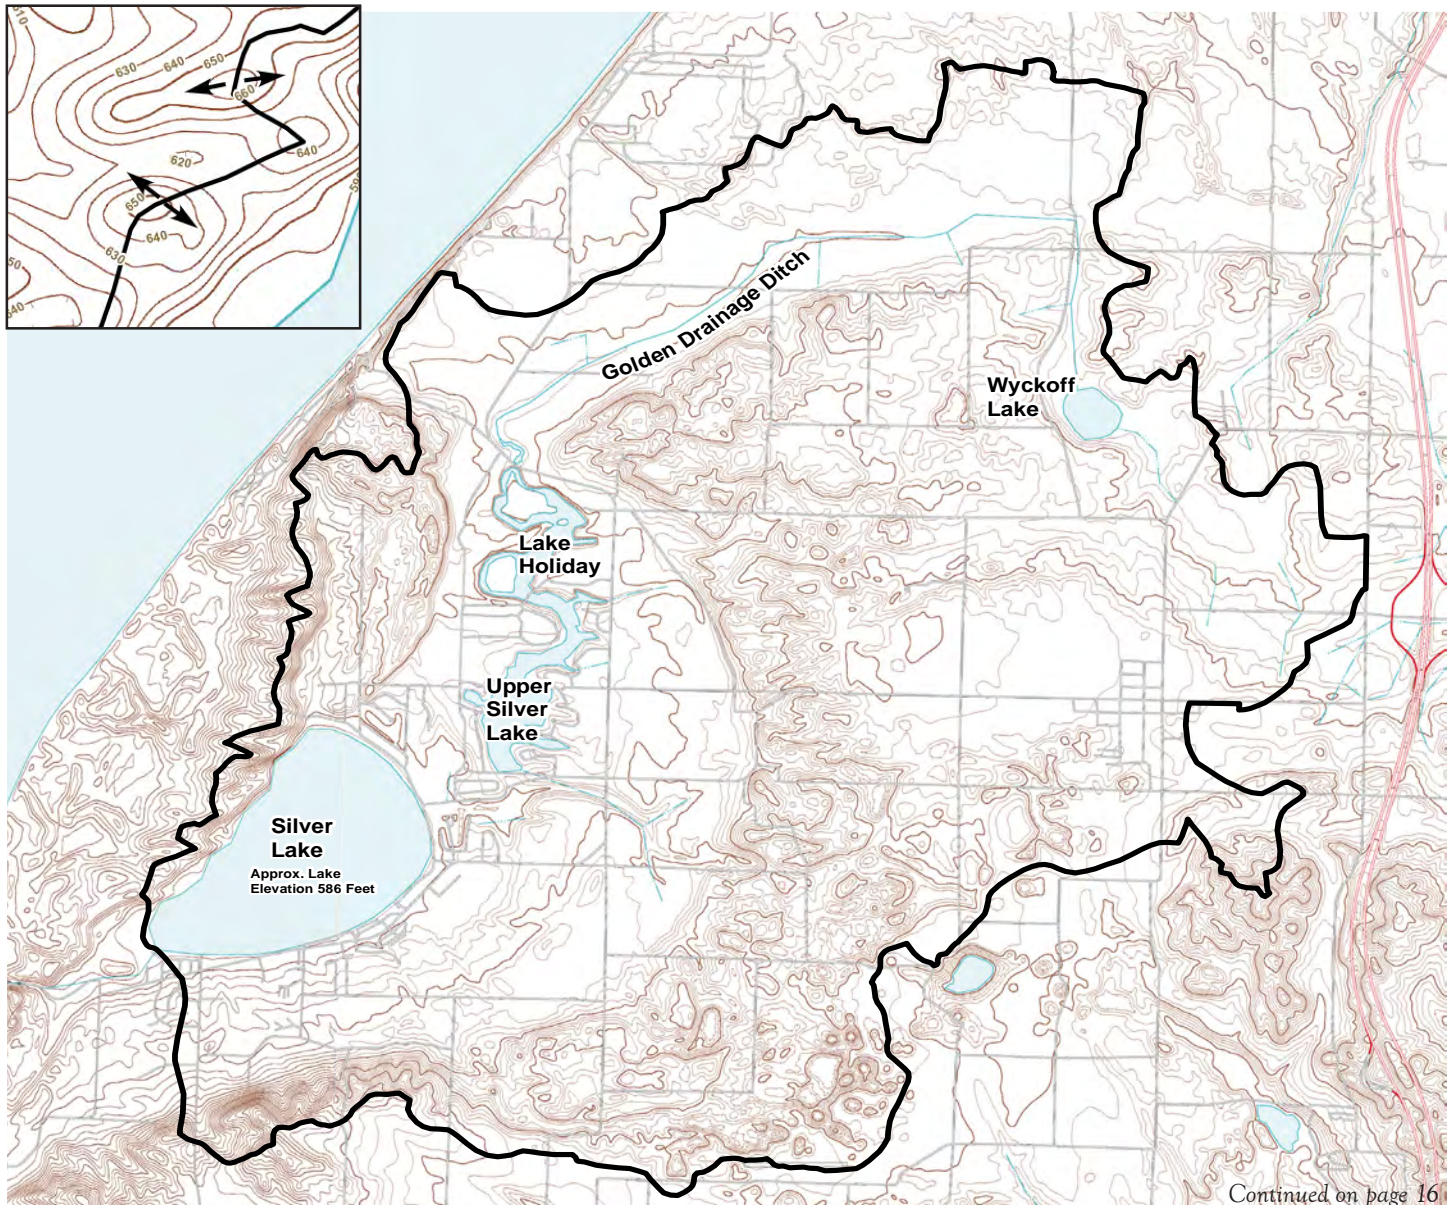 630
640
650
660
640
620
650
640
630
Golden Drainage Ditch
Wyckoff
Lake
Lake
Holiday
Upper
Silver
Lake
Silver
Lake
Approx. Lake
Elevation 586 Feet
Continued on page 16